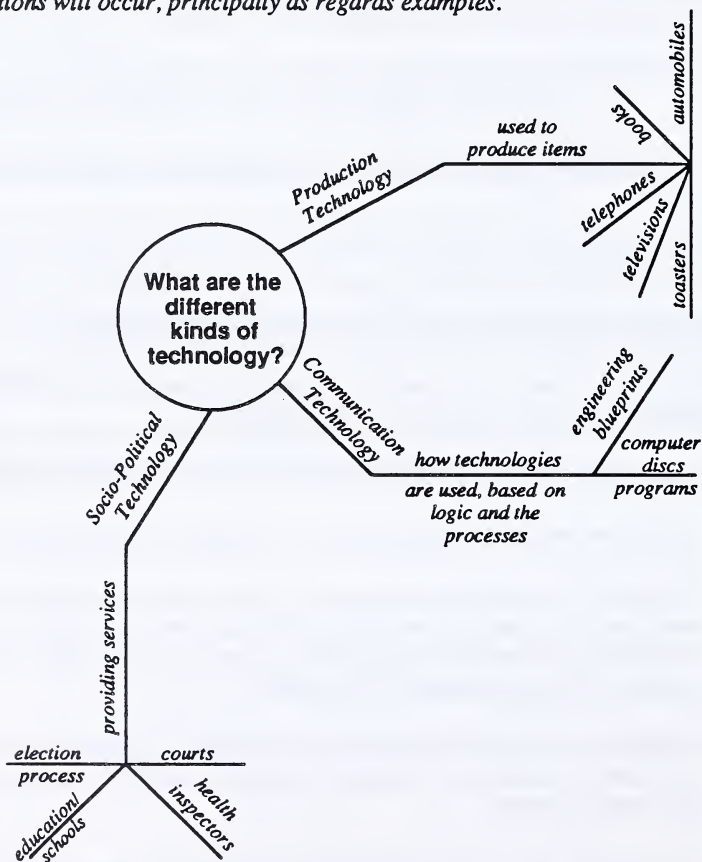 tions will occur, principally as regards examples.
What are the
different
kinds of
technology?
Production
Technology
used to
produce items
books
automobiles
telephones
televisions
toasters
Communication
Technology
how technologies
are used, based on
logic and the
processes
engineering
blueprints
computer
discs
programs
Socio-Political
Technology
providing services
election
process
courts
education/
schools
health
inspectors